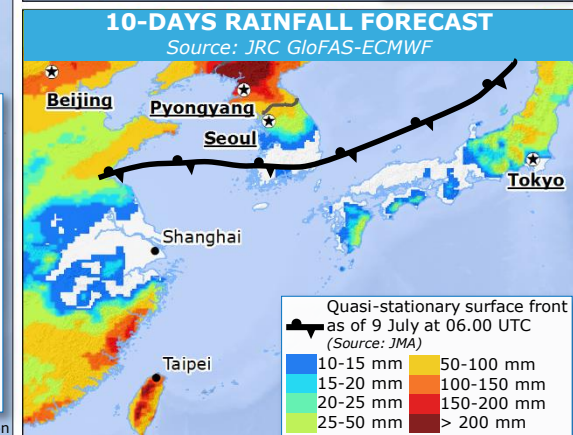 10-DAYS RAINFALL FORECAST
Source: JRC GloFAS-ECMWF
Beijing
Pyongyang
Seoul
Tokyo
Shanghai
Taipei
Quasi-stationary surface front
as of 9 July at 06.00 UTC
(Source: JMA)
10-15 mm
15-20 mm
20-25 mm
25-50 mm
50-100 mm
100-150 mm
150-200 mm
> 200 mm